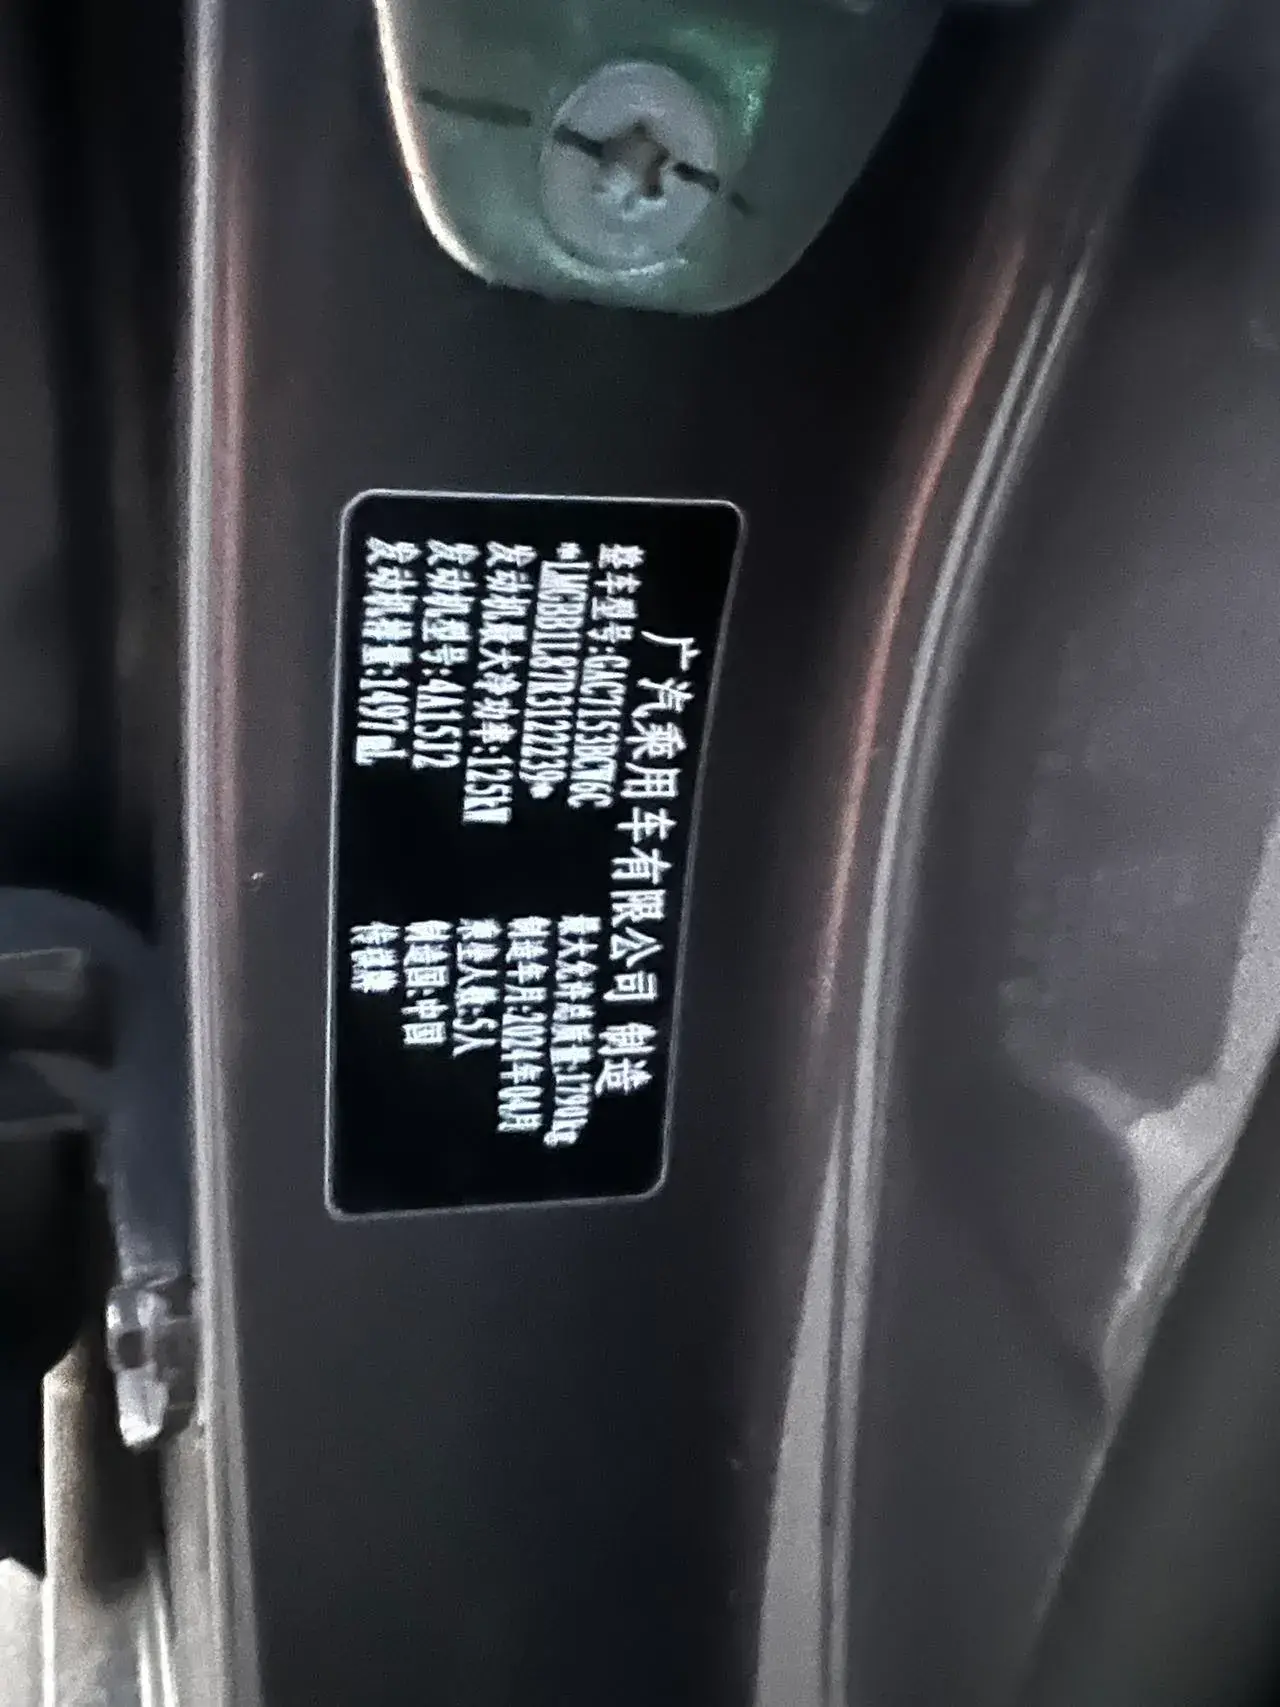 广汽乘用车有限公司 制造
整车型号:GAC7153BCW6C
*LMGBB1L87R3122239*
发动机最大净功率:125kW
发动机型号:4A15J2
发动机排量:1497mL
最大允许总质量:1790kg
制造年月:2024年04月
乘坐人数:5人
制造国:中国
传祺牌